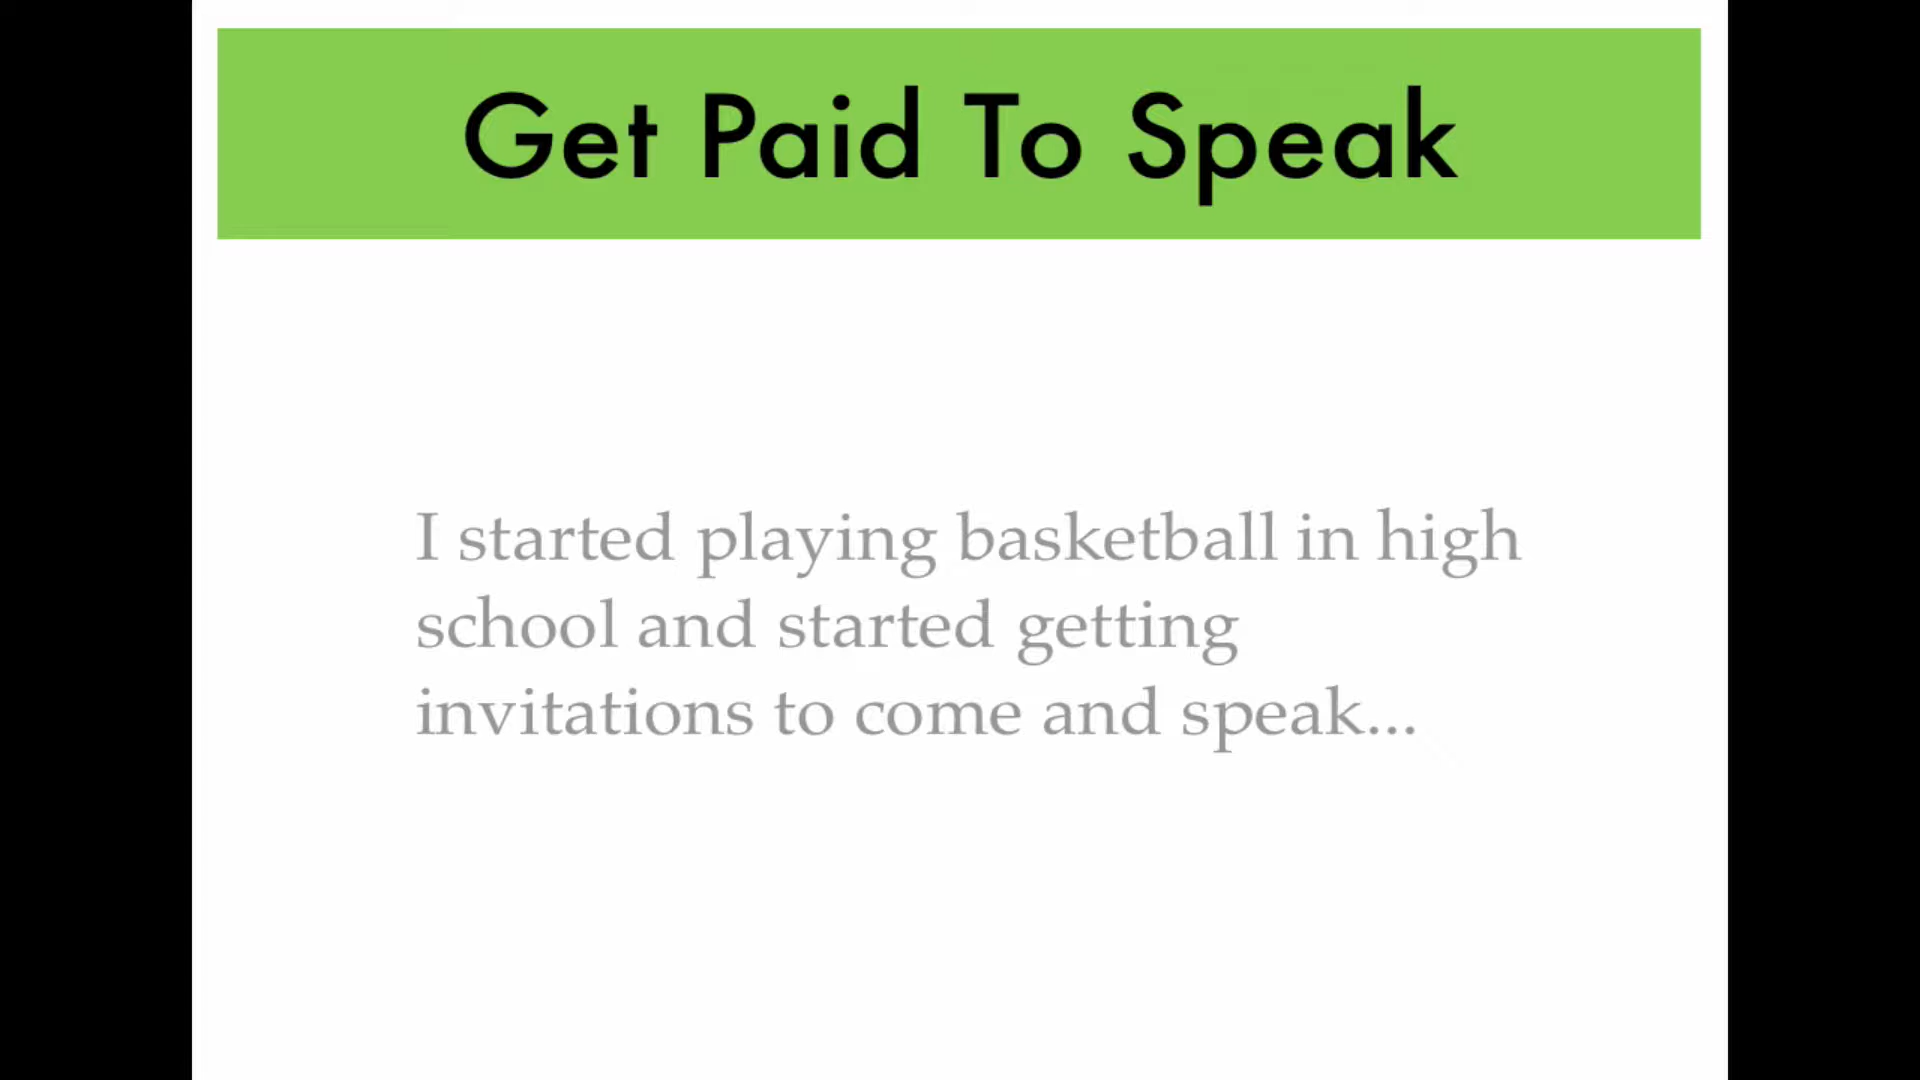 Get Paid To Speak
I started playing basketball in high
school and started getting
invitations to come and speak...